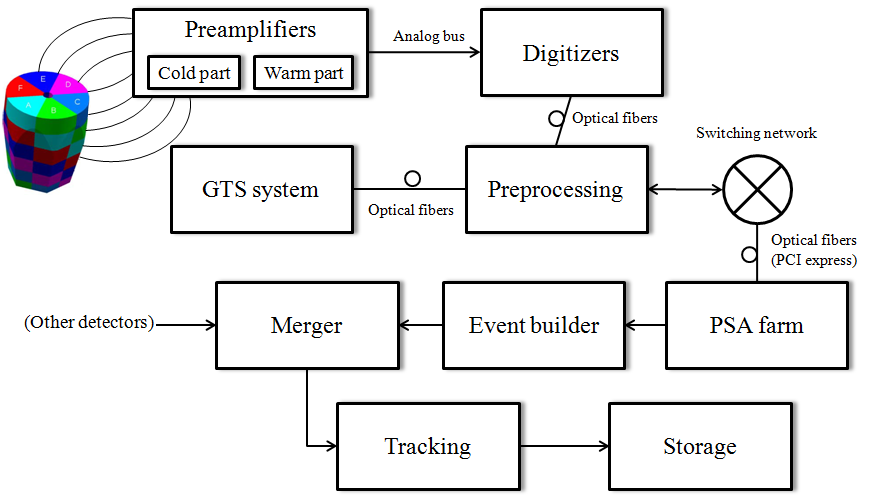 Preamplifiers
Cold part
Warm part
Analog bus
Digitizers
E
F
D
A
C
B
Optical fibers
Switching network
GTS system
Optical fibers
Preprocessing
Optical fibers
(PCI express)
(Other detectors)
Merger
Event builder
PSA farm
Tracking
Storage